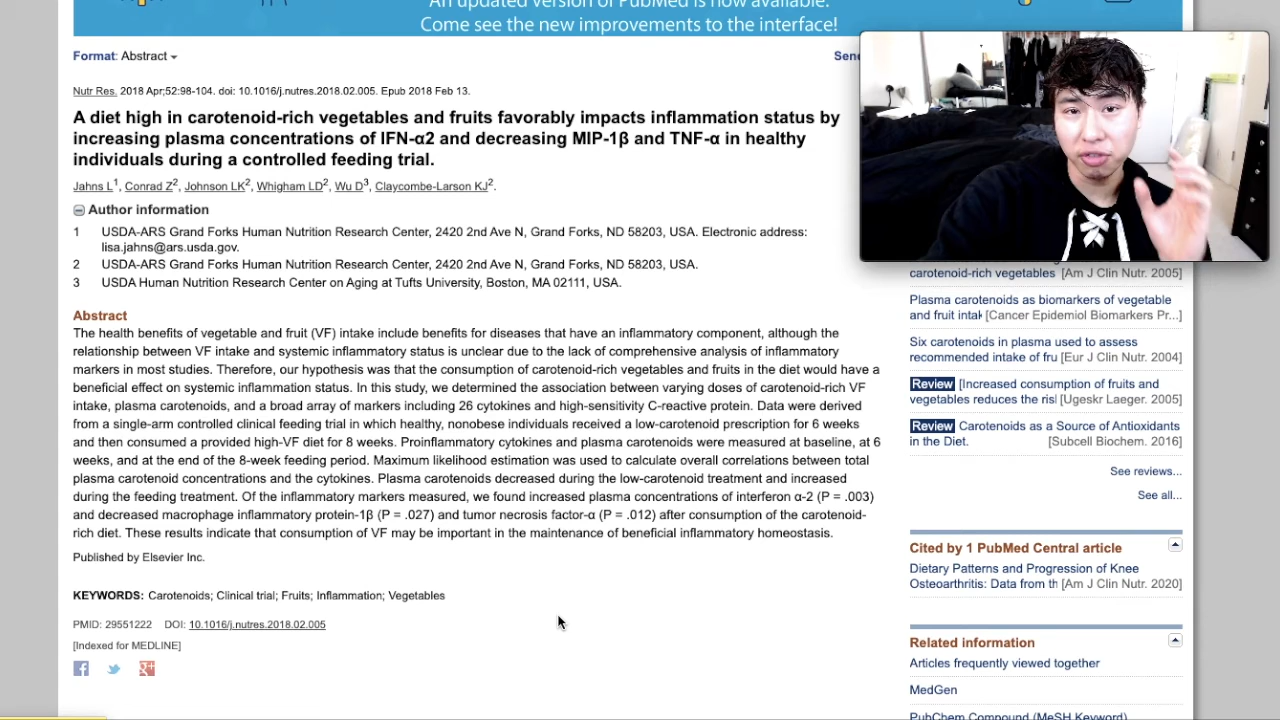 An updated version of PubMed is now available.
Come see the new improvements to the interface!
Format: Abstract
Nutr Res. 2018 Apr;52:98-104. doi: 10.1016/j.nutres.2018.02.005. Epub 2018 Feb 13.
A diet high in carotenoid-rich vegetables and fruits favorably impacts inflammation status by
increasing plasma concentrations of IFN-α2 and decreasing MIP-1β and TNF-α in healthy
individuals during a controlled feeding trial.
Jahns L1, Conrad Z2, Johnson LK2, Whigham LD2, Wu D3, Claycombe-Larson KJ2.
Author information
1 USDA-ARS Grand Forks Human Nutrition Research Center, 2420 2nd Ave N, Grand Forks, ND 58203, USA. Electronic address:
lisa.jahns@ars.usda.gov.
2 USDA-ARS Grand Forks Human Nutrition Research Center, 2420 2nd Ave N, Grand Forks, ND 58203, USA.
3 USDA Human Nutrition Research Center on Aging at Tufts University, Boston, MA 02111, USA.
Abstract
The health benefits of vegetable and fruit (VF) intake include benefits for diseases that have an inflammatory component, although the
relationship between VF intake and systemic inflammatory status is unclear due to the lack of comprehensive analysis of inflammatory
markers in most studies. Therefore, our hypothesis was that the consumption of carotenoid-rich vegetables and fruits in the diet would have a
beneficial effect on systemic inflammation status. In this study, we determined the association between varying doses of carotenoid-rich VF
intake, plasma carotenoids, and a broad array of markers including 26 cytokines and high-sensitivity C-reactive protein. Data were derived
from a single-arm controlled clinical feeding trial in which healthy, nonobese individuals received a low-carotenoid prescription for 6 weeks
and then consumed a provided high-VF diet for 8 weeks. Proinflammatory cytokines and plasma carotenoids were measured at baseline, at 6
weeks, and at the end of the 8-week feeding period. Maximum likelihood estimation was used to calculate overall correlations between total
plasma carotenoid concentrations and the cytokines. Plasma carotenoids decreased during the low-carotenoid treatment and increased
during the feeding treatment. Of the inflammatory markers measured, we found increased plasma concentrations of interferon α-2 (P = .003)
and decreased macrophage inflammatory protein-1β (P = .027) and tumor necrosis factor-α (P = .012) after consumption of the carotenoid-
rich diet. These results indicate that consumption of VF may be important in the maintenance of beneficial inflammatory homeostasis.
Published by Elsevier Inc.
KEYWORDS: Carotenoids; Clinical trial; Fruits; Inflammation; Vegetables
PMID: 29551222 DOI: 10.1016/j.nutres.2018.02.005
[Indexed for MEDLINE]
Send
carotenoid-rich vegetables [Am J Clin Nutr. 2005]
Plasma carotenoids as biomarkers of vegetable
and fruit intak [Cancer Epidemiol Biomarkers Pr...]
Six carotenoids in plasma used to assess
recommended intake of fru [Eur J Clin Nutr. 2004]
Review [Increased consumption of fruits and
vegetables reduces the risl [Ugeskr Laeger. 2005]
Review Carotenoids as a Source of Antioxidants
in the Diet. [Subcell Biochem. 2016]
See reviews...
See all...
Cited by 1 PubMed Central article
Dietary Patterns and Progression of Knee
Osteoarthritis: Data from th [Am J Clin Nutr. 2020]
Related information
Articles frequently viewed together
MedGen
PubChem Compound (MeSH Keyword)